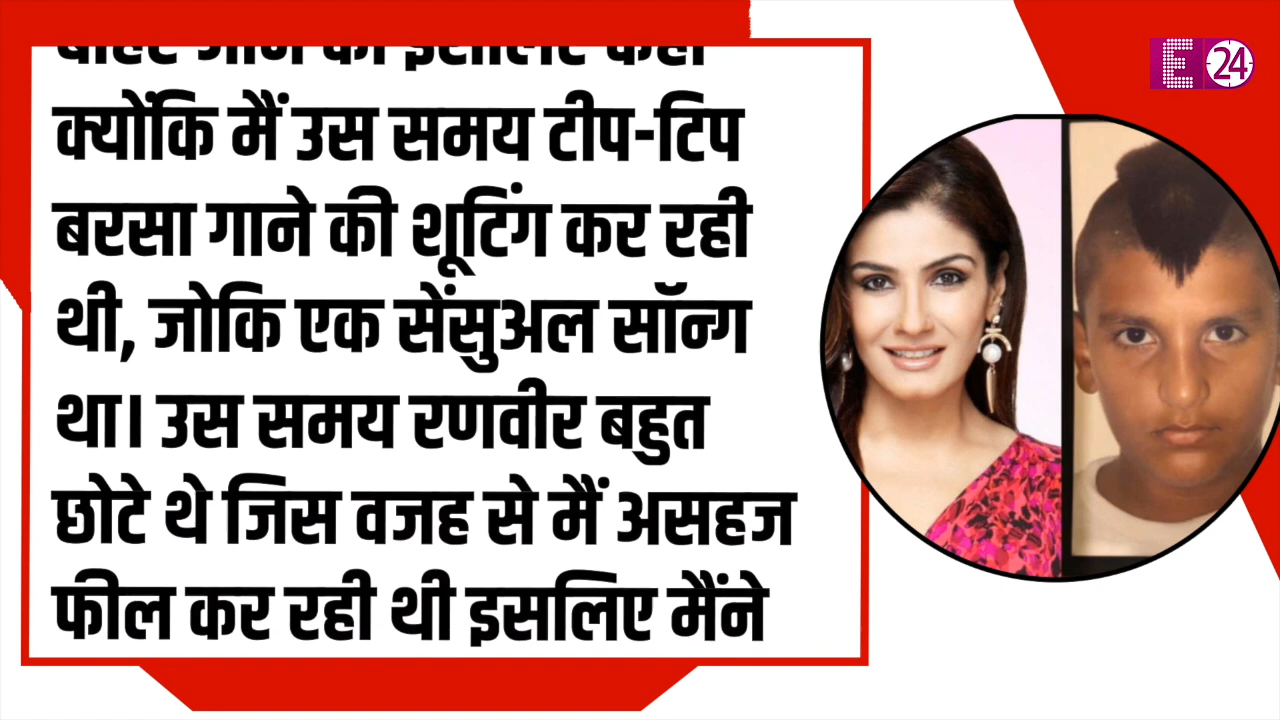 क्योंकि मैं उस समय टीप-टिप
बरसा गाने की शूटिंग कर रही
थी, जोकि एक सेंसुअल सॉन्ग
था। उस समय रणवीर बहुत
छोटे थे जिस वजह से मैं असहज
फील कर रही थी इसलिए मैंने
E24